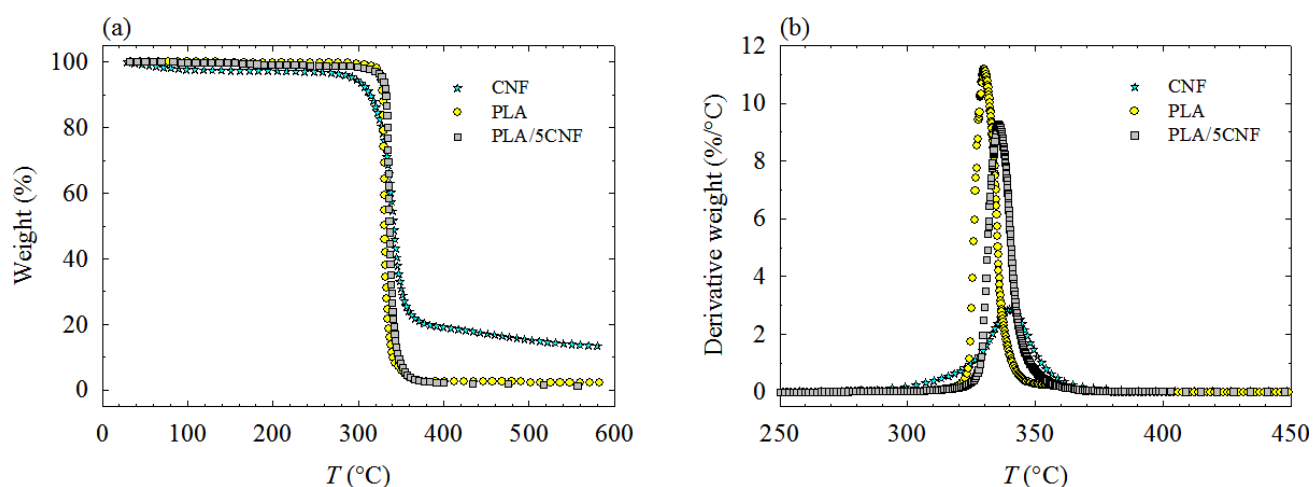 (a)
100
80
60
40
20
0
Weight (%)
CNF
PLA
PLA/5CNF
0 100 200 300 400 500 600
T (°C)
(b)
12
10
8
6
4
2
0
Derivative weight (%/°C)
CNF
PLA
PLA/5CNF
250 300 350 400 450
T (°C)